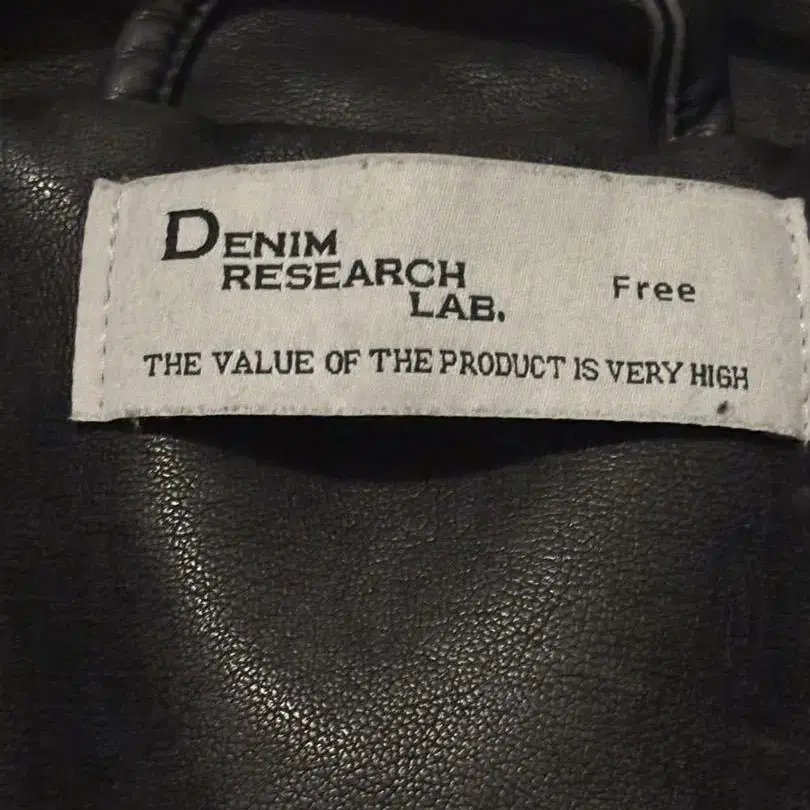 DENIM
RESEARCH
LAB.
Free
THE VALUE OF THE PRODUCT IS VERY HIGH